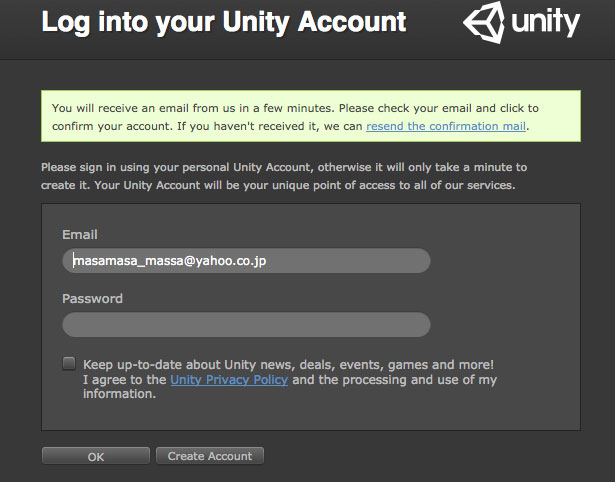 Log into your Unity Account
unity
You will receive an email from us in a few minutes. Please check your email and click to
confirm your account. If you haven't received it, we can resend the confirmation mail.
Please sign in using your personal Unity Account, otherwise it will only take a minute to
create it. Your Unity Account will be your unique point of access to all of our services.
Email
masamasa_massa@yahoo.co.jp
Password
Keep up-to-date about Unity news, deals, events, games and more!
I agree to the Unity Privacy Policy and the processing and use of my
information.
OK
Create Account